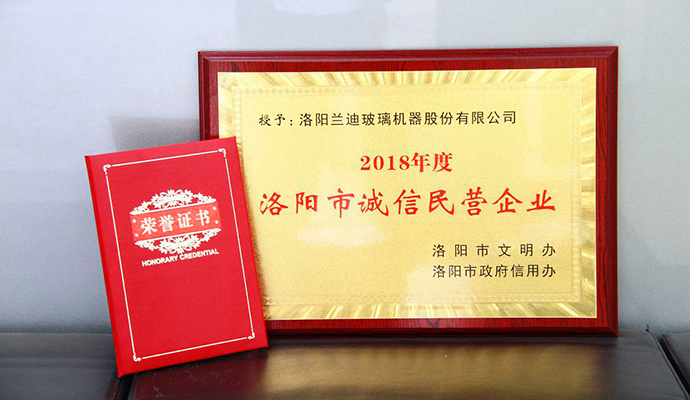 授予：洛阳兰迪玻璃机器股份有限公司
2018年度
洛阳市诚信民营企业
洛阳市文明办
洛阳市政府信用办
荣誉证书
HONORARY CREDENTIAL